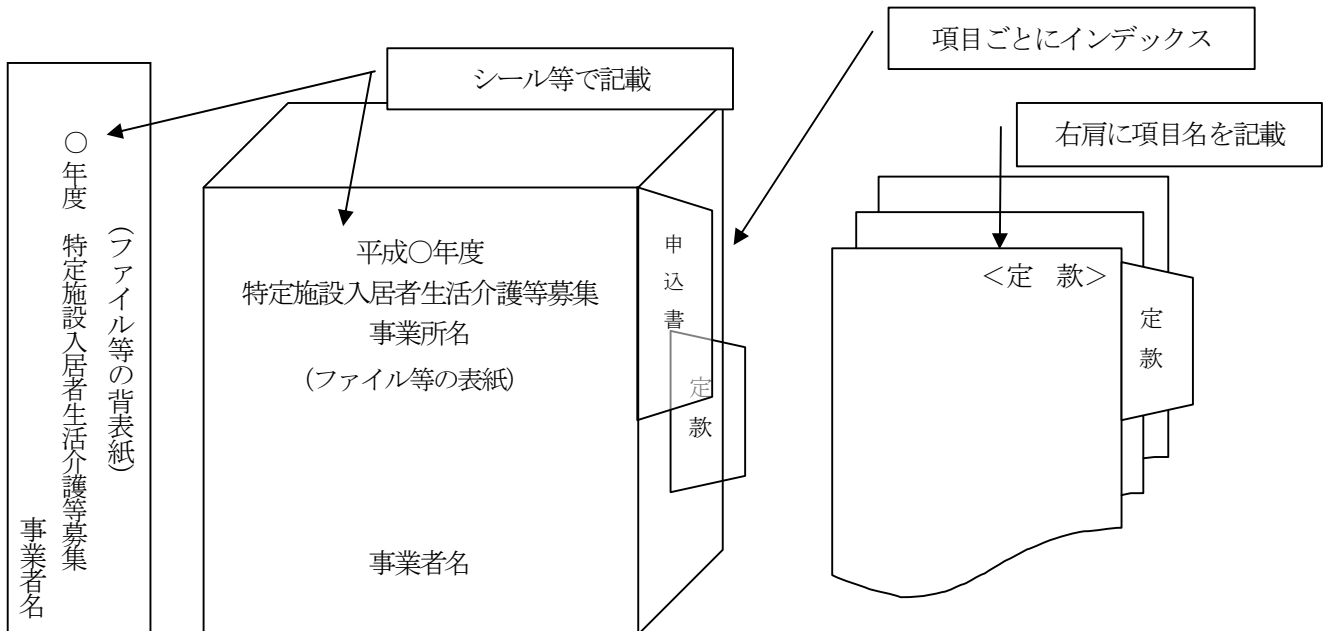 項目ごとにインデックス
シール等で記載
右肩に項目名を記載
(ファイル等の背表紙)
○年度 特定施設入居者生活介護等募集
事業者名
平成○年度
特定施設入居者生活介護等募集
事業所名
(ファイル等の表紙)
事業者名
申込書
定款
<定 款>
定款